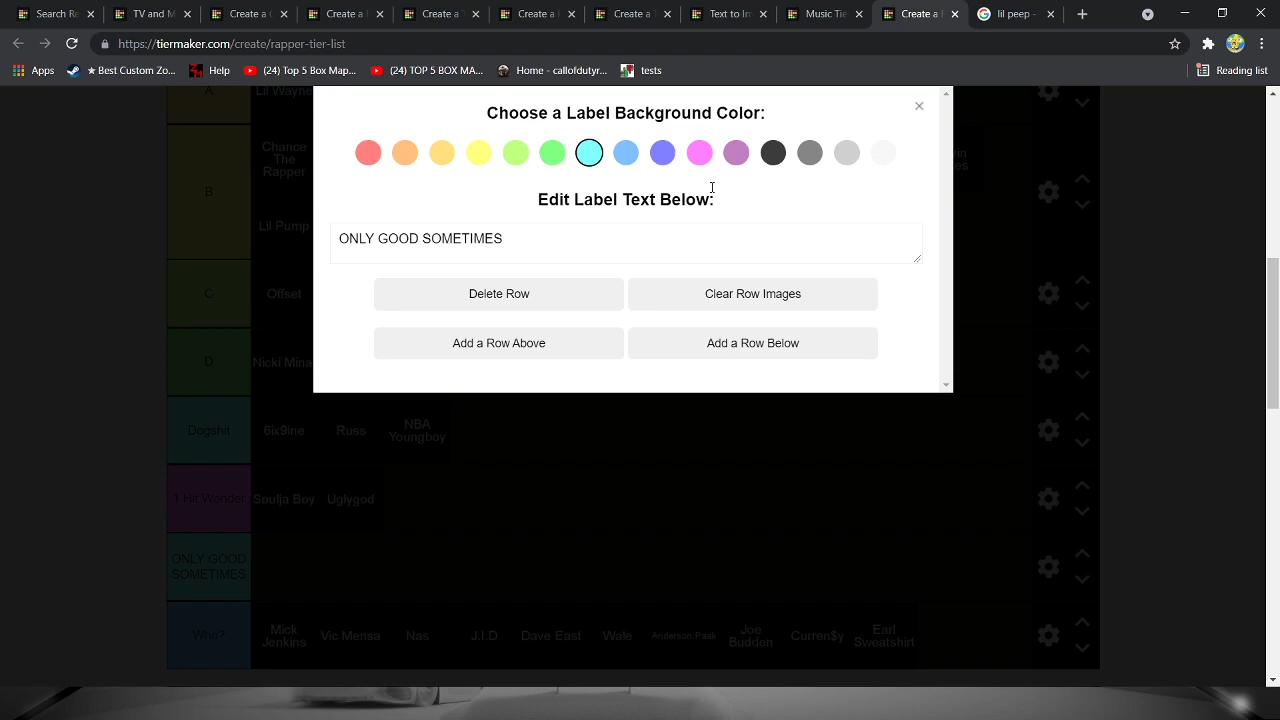 Search Re
TV and M
Create a C
Create a I
Create a T
Create a I
Create a T
Text to Im
Music Tie
Create a F
lil peep -
https://tiermaker.com/create/rapper-tier-list
Apps
★ Best Custom Zo...
Help
(24) Top 5 Box Map...
(24) TOP 5 BOX MA...
Home - callofdutyr...
tests
Reading list
Choose a Label Background Color:
Edit Label Text Below:
ONLY GOOD SOMETIMES
Delete Row
Clear Row Images
Add a Row Above
Add a Row Below
A
Lil Wayne
B
Chance
The
Rapper
Lil Pump
C
Offset
D
Nicki Mina
Dogshit
6ix9ine
Russ
NBA
Youngboy
1 Hit Wonder
Soulja Boy
Uglygod
ONLY GOOD
SOMETIMES
Who?
Mick
Jenkins
Vic Mensa
Nas
J.I.D
Dave East
Wale
Anderson.Paak
Joe
Budden
Curren$y
Earl
Sweatshirt